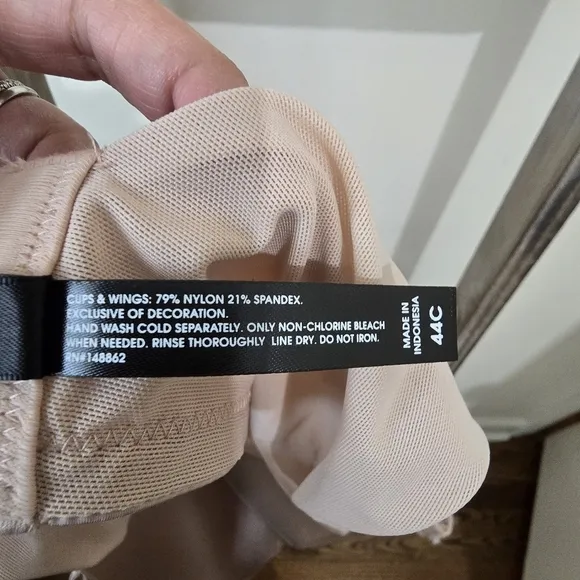 CUPS & WINGS: 79% NYLON 21% SPANDEX.
EXCLUSIVE OF DECORATION.
HAND WASH COLD SEPARATELY. ONLY NON-CHLORINE BLEACH
WHEN NEEDED. RINSE THOROUGHLY LINE DRY. DO NOT IRON.
RN#148862
MADE IN
INDONESIA
44C